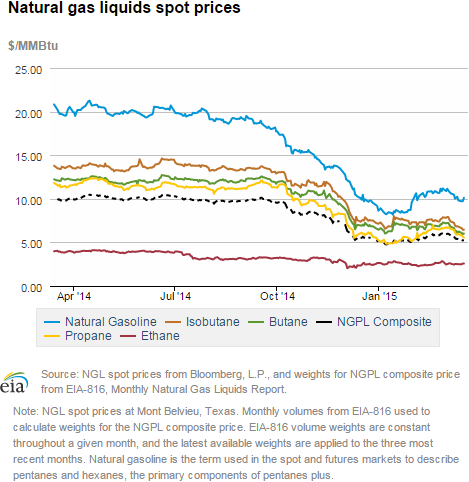 Natural gas liquids spot prices
$/MMBtu
25.00
20.00
15.00
10.00
5.00
0.00
Apr '14
Jul '14
Oct '14
Jan '15
Natural Gasoline
Isobutane
Butane
NGPL Composite
Propane
Ethane
eia
Source: NGL spot prices from Bloomberg, L.P., and weights for NGPL composite price
from EIA-816, Monthly Natural Gas Liquids Report.
Note: NGL spot prices at Mont Belvieu, Texas. Monthly volumes from EIA-816 used to
calculate weights for the NGPL composite price. EIA-816 volume weights are constant
throughout a given month, and the latest available weights are applied to the three most
recent months. Natural gasoline is the term used in the spot and futures markets to describe
pentanes and hexanes, the primary components of pentanes plus.